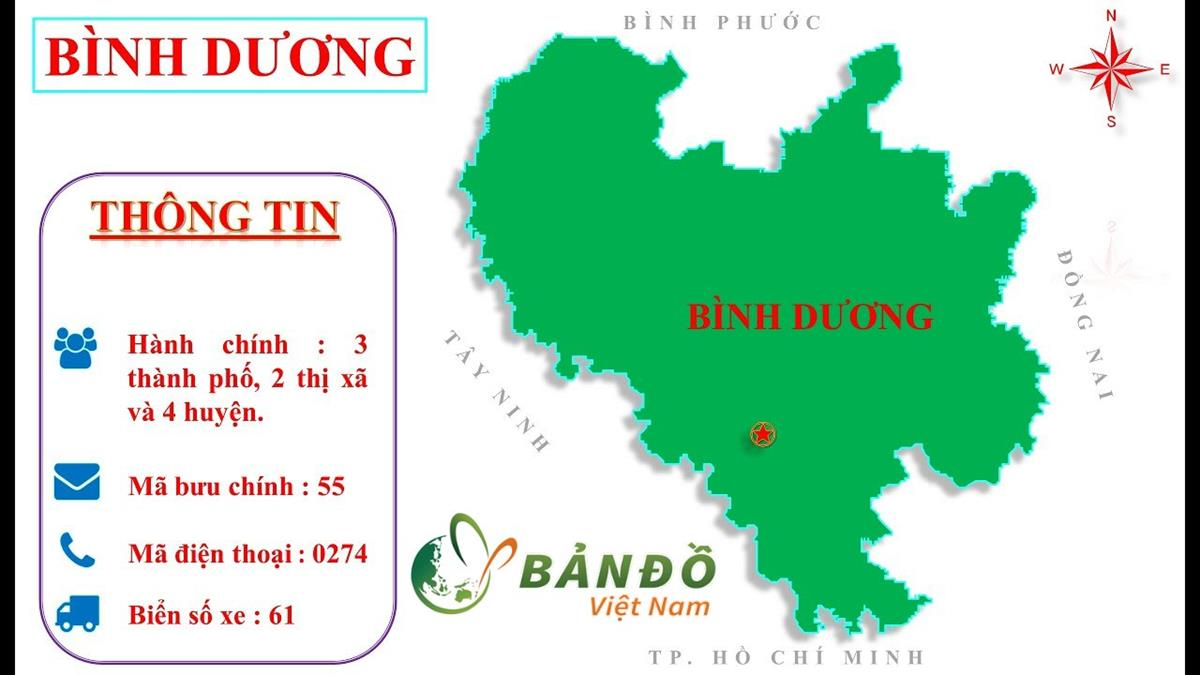 BÌNH DƯƠNG
THÔNG TIN
Hành chính : 3
thành phố, 2 thị xã
và 4 huyện.
Mã bưu chính : 55
Mã điện thoại : 0274
Biển số xe : 61
BÌNH PHƯỚC
N
W E
S
S
ĐỒNG NAI
BÌNH DƯƠNG
TÂY NINH
BẢNĐỒ
Việt Nam
TP. HỒ CHÍ MINH